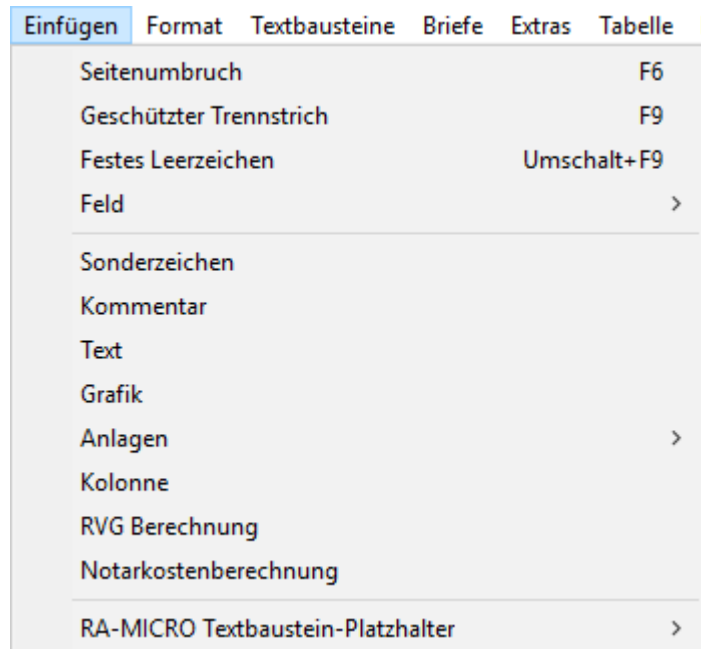 Einfügen Format Textbausteine Briefe Extras Tabelle
Seitenumbruch F6
Geschützter Trennstrich F9
Festes Leerzeichen Umschalt+F9
Feld >
Sonderzeichen
Kommentar
Text
Grafik
Anlagen >
Kolonne
RVG Berechnung
Notarkostenberechnung
RA-MICRO Textbaustein-Platzhalter >